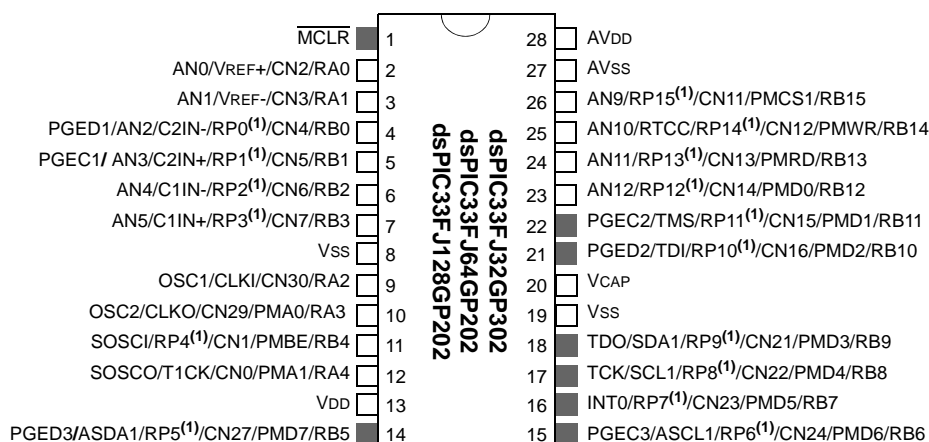 MCLR 1 28 AVDD
AN0/VREF+/CN2/RA0 2 27 AVSS
AN1/VREF-/CN3/RA1 3 26 AN9/RP15(1)/CN11/PMCS1/RB15
PGED1/AN2/C2IN-/RP0(1)/CN4/RB0 4 25 AN10/RTCC/RP14(1)/CN12/PMWR/RB14
PGEC1/ AN3/C2IN+/RP1(1)/CN5/RB1 5 24 AN11/RP13(1)/CN13/PMRD/RB13
AN4/C1IN-/RP2(1)/CN6/RB2 6 23 AN12/RP12(1)/CN14/PMD0/RB12
AN5/C1IN+/RP3(1)/CN7/RB3 7 22 PGEC2/TMS/RP11(1)/CN15/PMD1/RB11
VSS 8 21 PGED2/TDI/RP10(1)/CN16/PMD2/RB10
OSC1/CLKI/CN30/RA2 9 20 VCAP
OSC2/CLKO/CN29/PMA0/RA3 10 19 VSS
SOSCI/RP4(1)/CN1/PMBE/RB4 11 18 TDO/SDA1/RP9(1)/CN21/PMD3/RB9
SOSCO/T1CK/CN0/PMA1/RA4 12 17 TCK/SCL1/RP8(1)/CN22/PMD4/RB8
VDD 13 16 INT0/RP7(1)/CN23/PMD5/RB7
PGED3/ASDA1/RP5(1)/CN27/PMD7/RB5 14 15 PGEC3/ASCL1/RP6(1)/CN24/PMD6/RB6
dsPIC33FJ32GP302
dsPIC33FJ64GP202
dsPIC33FJ128GP202